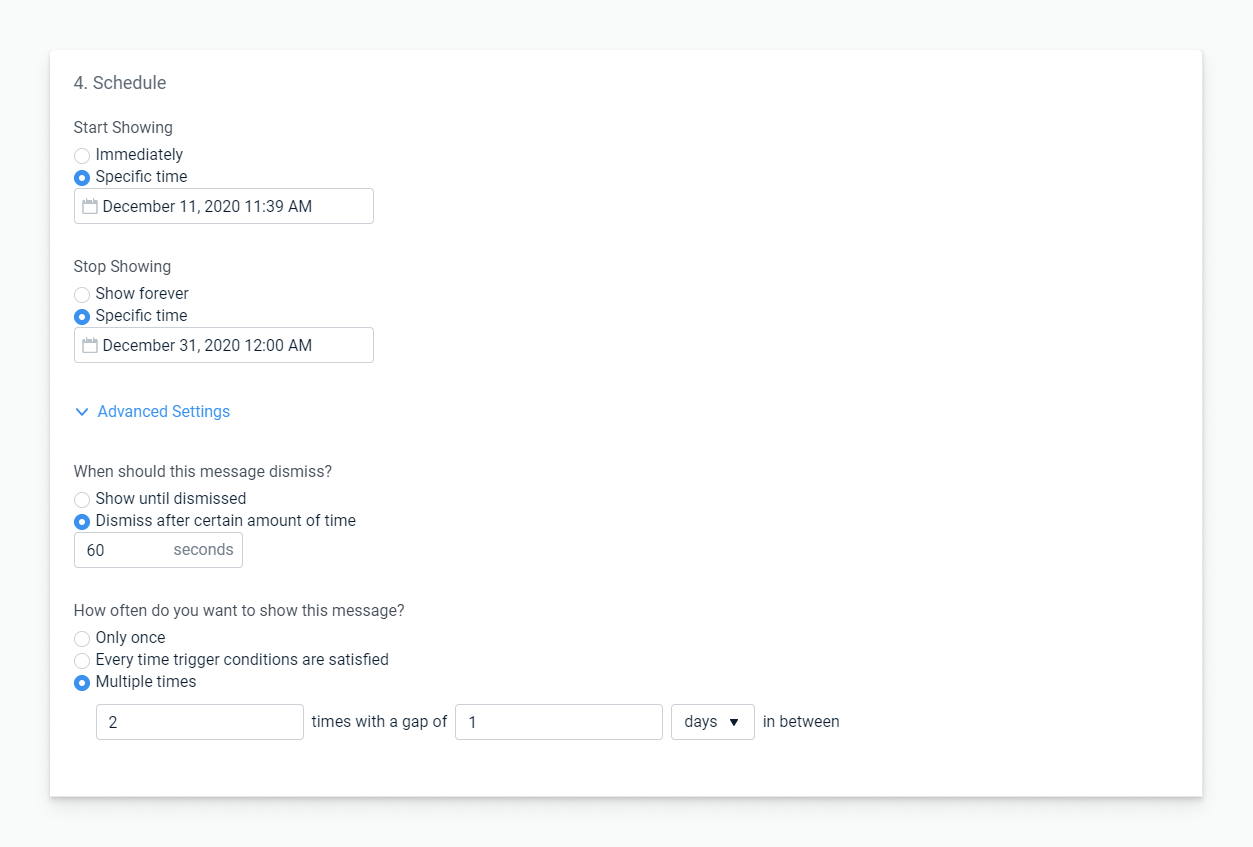 4. Schedule
Start Showing
Immediately
Specific time
December 11, 2020 11:39 AM
Stop Showing
Show forever
Specific time
December 31, 2020 12:00 AM
Advanced Settings
When should this message dismiss?
Show until dismissed
Dismiss after certain amount of time
60 seconds
How often do you want to show this message?
Only once
Every time trigger conditions are satisfied
Multiple times
2 times with a gap of 1 days in between